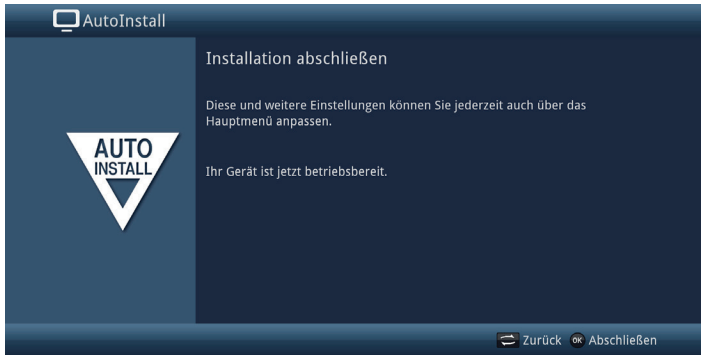 AutoInstall
Installation abschließen
Diese und weitere Einstellungen können Sie jederzeit auch über das
Hauptmenü anpassen.
AUTO
INSTALL
Ihr Gerät ist jetzt betriebsbereit.
Zurück OK Abschließen